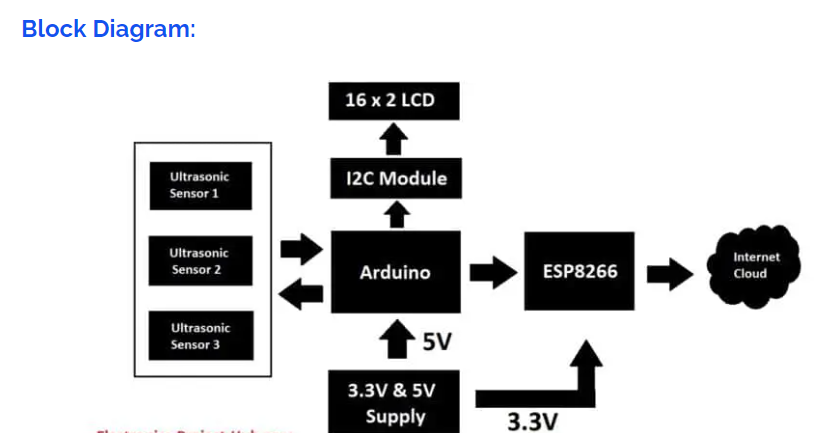 Block Diagram:
16 x 2 LCD
I2C Module
Ultrasonic
Sensor 1
Ultrasonic
Sensor 2
Ultrasonic
Sensor 3
Arduino
ESP8266
Internet
Cloud
5V
3.3V & 5V
Supply
3.3V